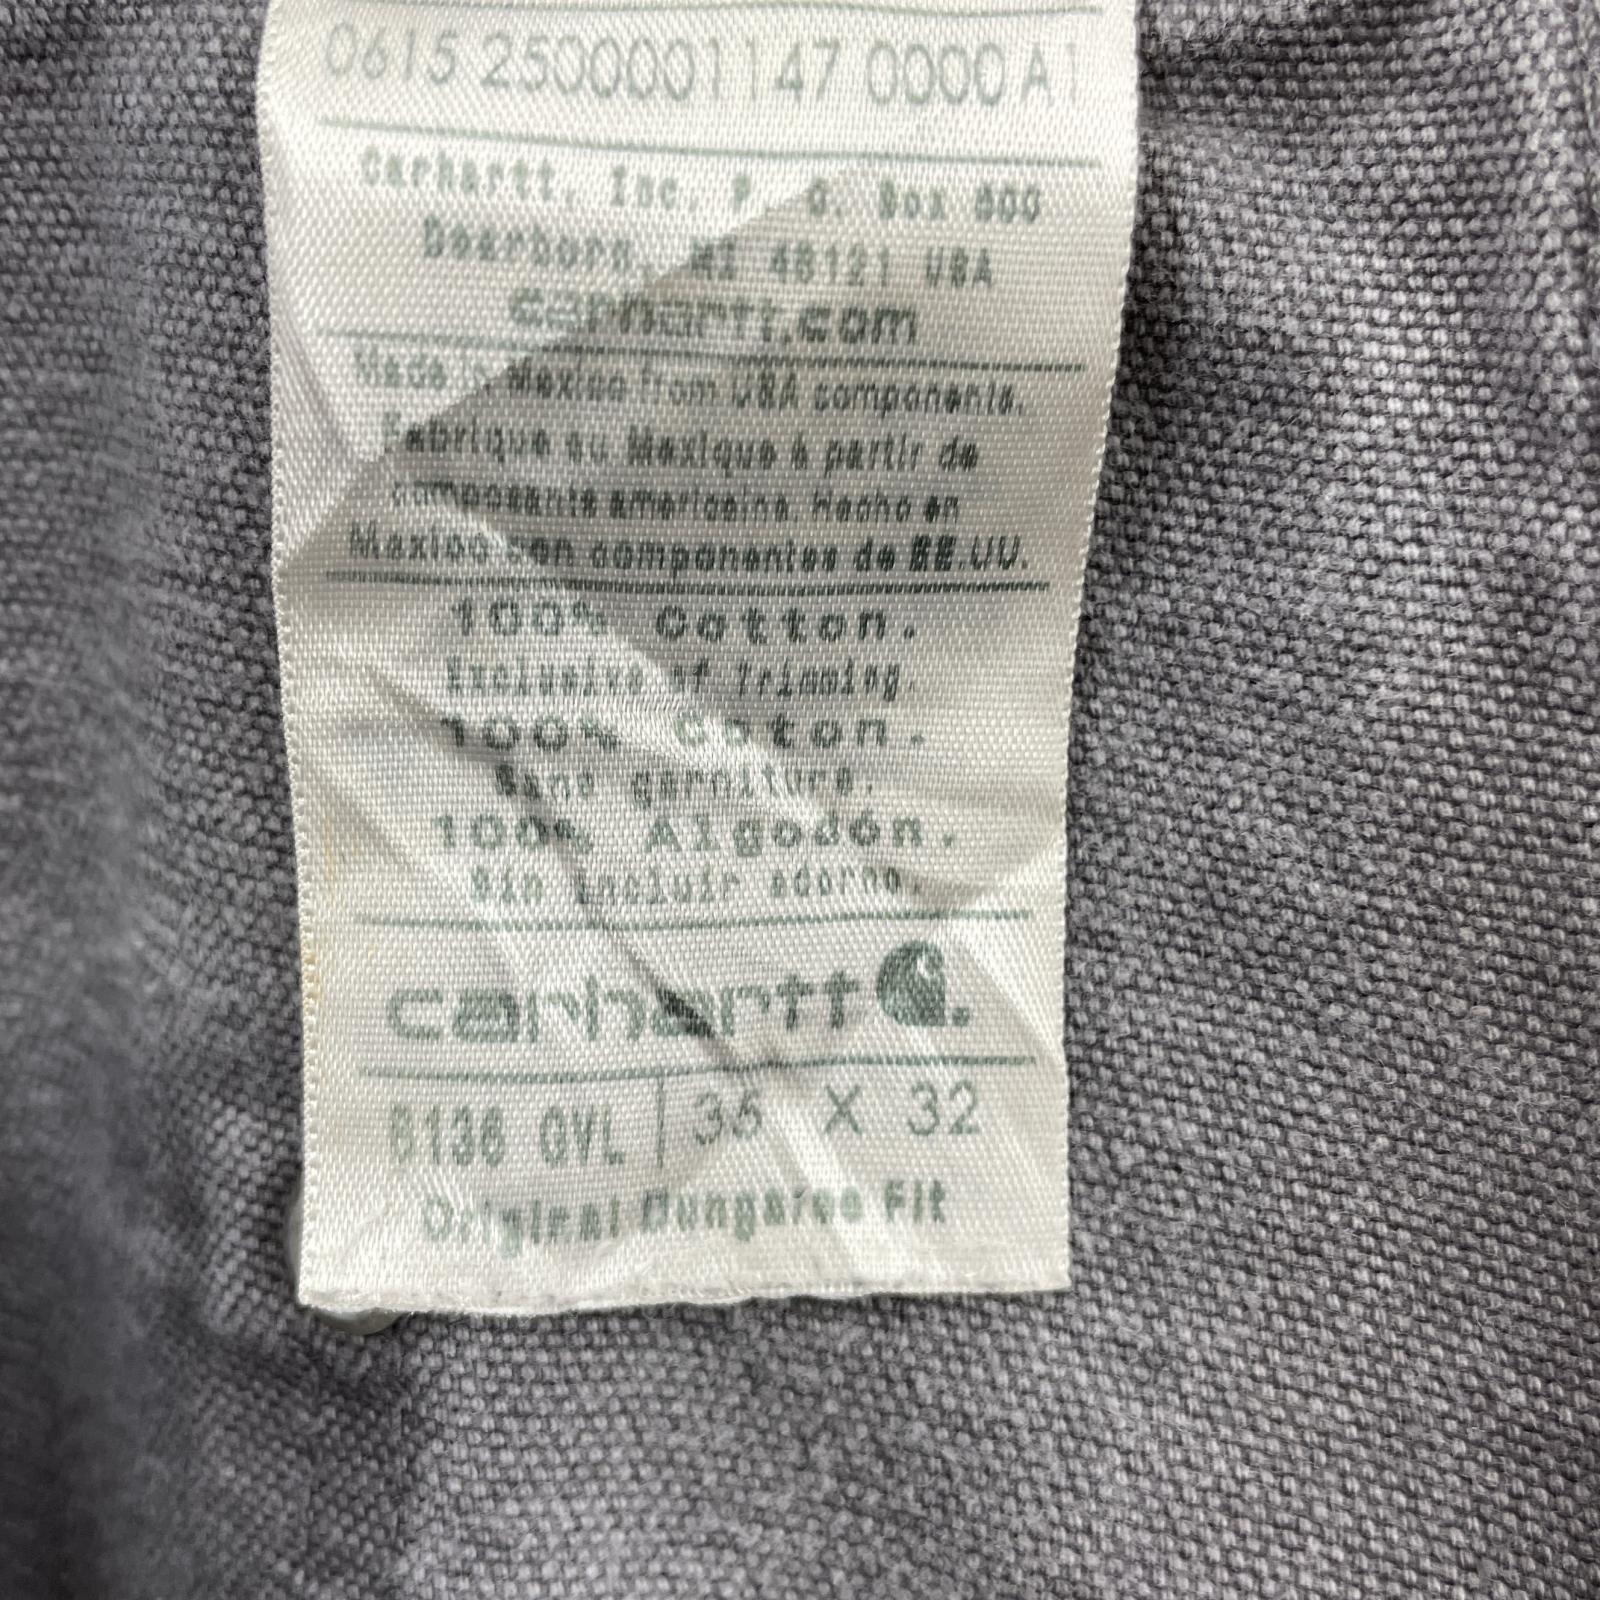 0615 2500001147 0000 A1
Carhartt, Inc. P. O. Box 600
Dearborn, MI 48121 USA
carhartt.com
Made in Mexico from USA components.
Fabrique au Mexique à partir de
composants americains. Hecho en
Mexico con componentes de EE.UU.
100% Cotton.
Exclusive of Trimming.
100% Coton.
Sans garniture.
100% Algodón.
Sin incluir adorno.
carhartt
B136 GVL 36 X 32
Original Dungaree Fit